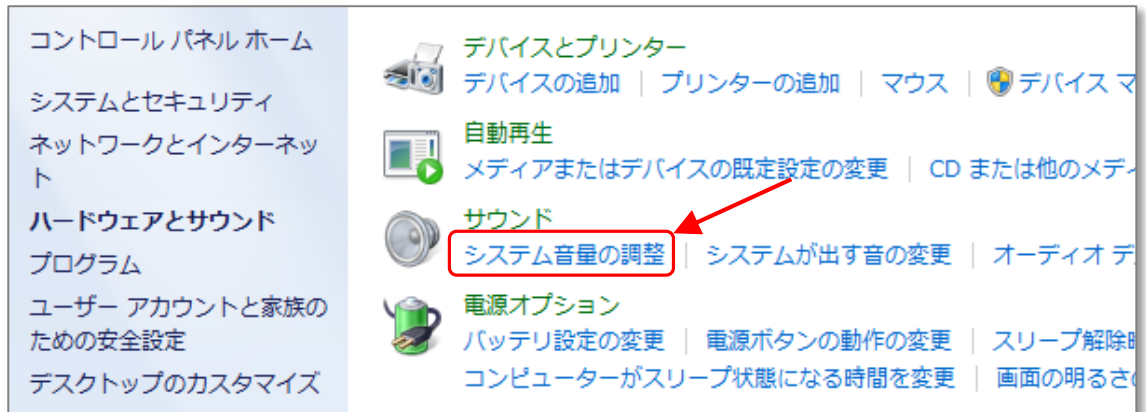 コントロール パネル ホーム
システムとセキュリティ
ネットワークとインターネッ
ト
ハードウェアとサウンド
プログラム
ユーザー アカウントと家族の
ための安全設定
デスクトップのカスタマイズ
デバイスとプリンター
デバイスの追加 | プリンターの追加 | マウス | デバイス マ
自動再生
メディアまたはデバイスの既定設定の変更 | CD または他のメディ
サウンド
システム音量の調整 | システムが出す音の変更 | オーディオ デ
電源オプション
バッテリ設定の変更 | 電源ボタンの動作の変更 | スリープ解除
コンピューターがスリープ状態になる時間を変更 | 画面の明るさ